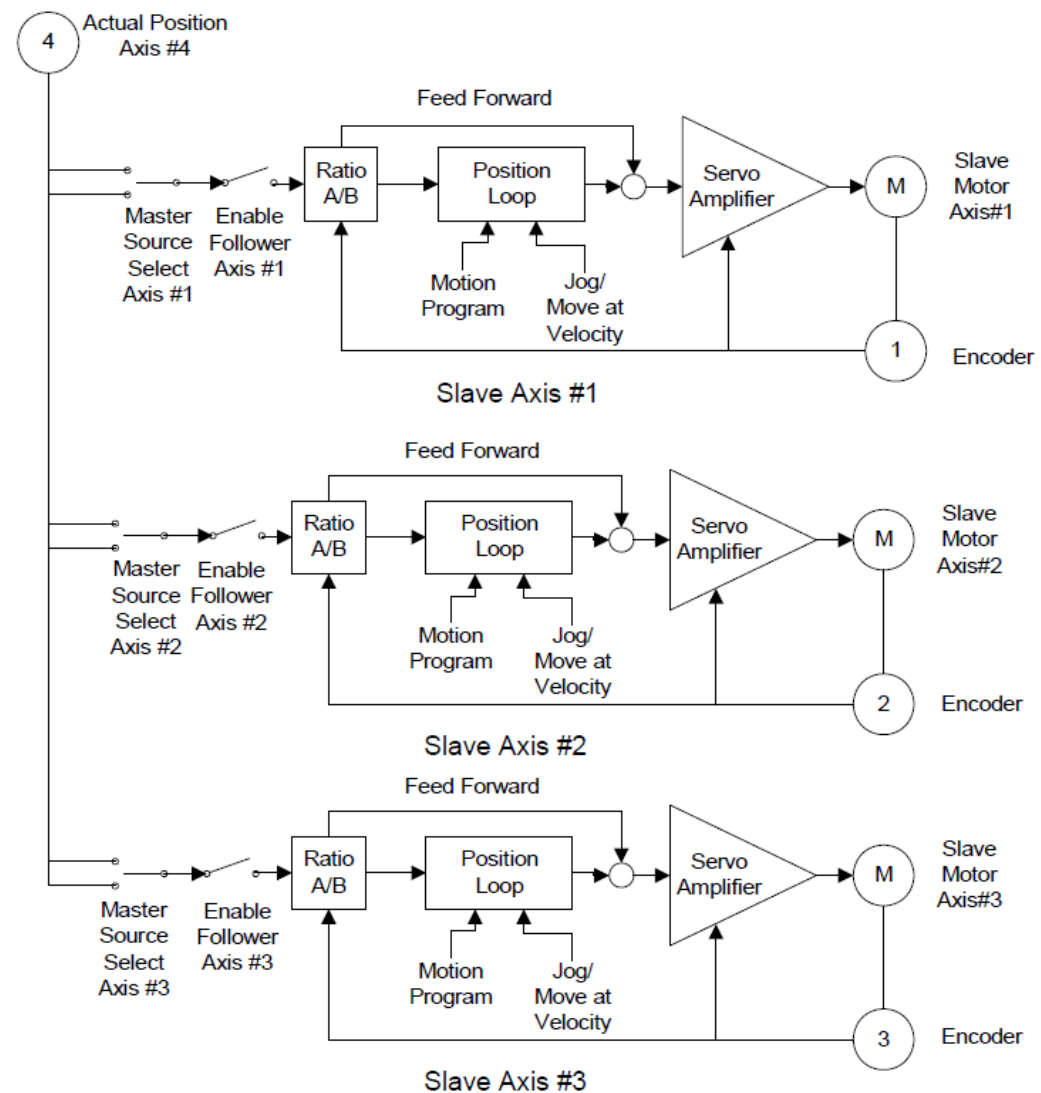 4
Actual Position
Axis #4
Feed Forward
Ratio
A/B
Position
Loop
Servo
Amplifier
M
Slave
Motor
Axis#1
Master
Source
Select
Axis #1
Enable
Follower
Axis #1
Motion
Program
Jog/
Move at
Velocity
1
Encoder
Slave Axis #1
Feed Forward
Ratio
A/B
Position
Loop
Servo
Amplifier
M
Slave
Motor
Axis#2
Master
Source
Select
Axis #2
Enable
Follower
Axis #2
Motion
Program
Jog/
Move at
Velocity
2
Encoder
Slave Axis #2
Feed Forward
Ratio
A/B
Position
Loop
Servo
Amplifier
M
Slave
Motor
Axis#3
Master
Source
Select
Axis #3
Enable
Follower
Axis #3
Motion
Program
Jog/
Move at
Velocity
3
Encoder
Slave Axis #3